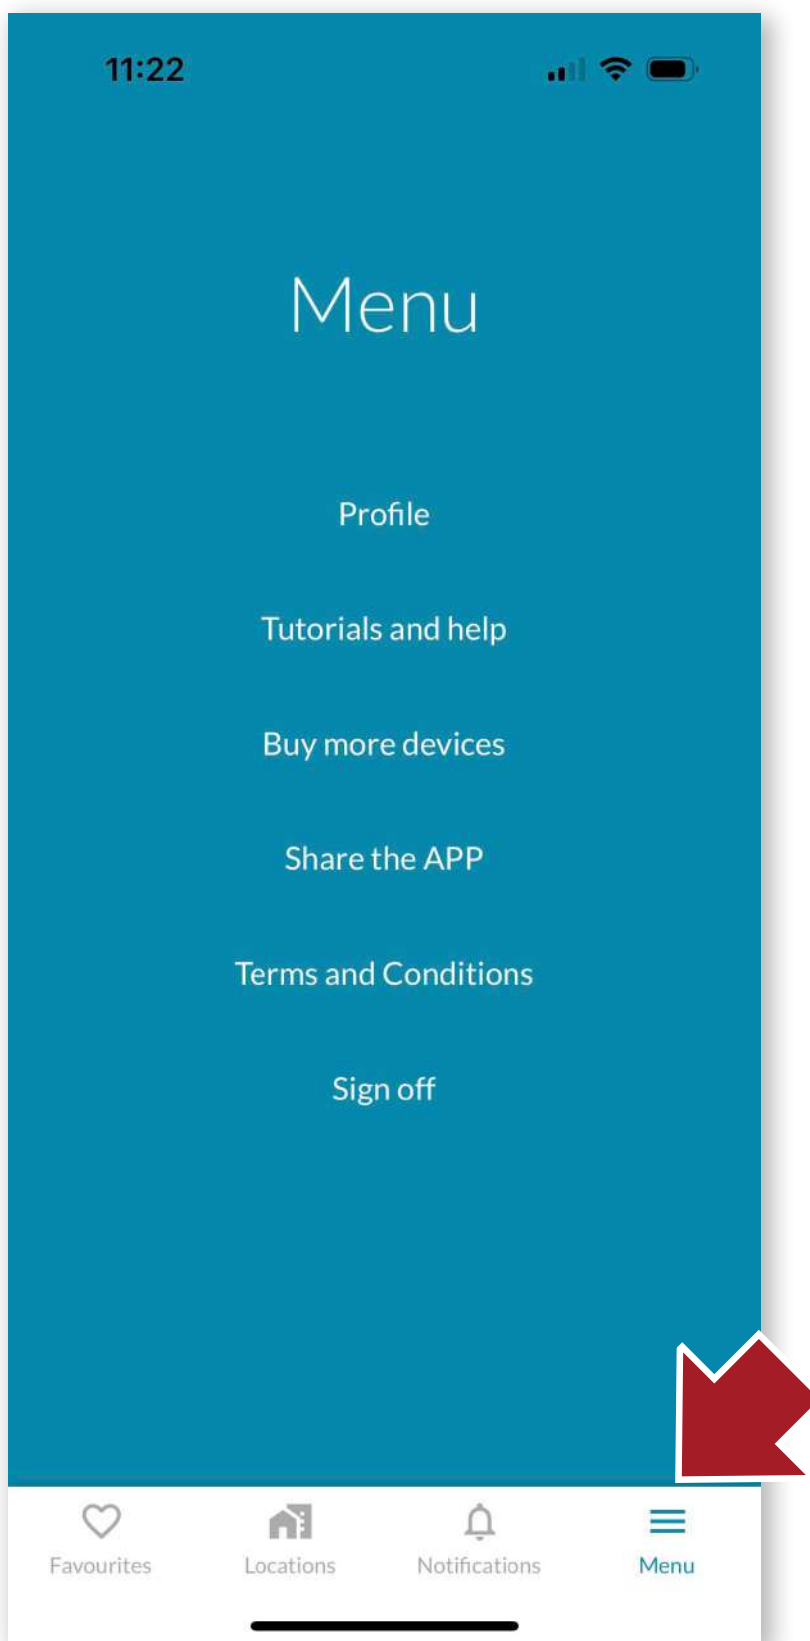 11:22
Menu
Profile
Tutorials and help
Buy more devices
Share the APP
Terms and Conditions
Sign off
Favourites
Locations
Notifications
Menu